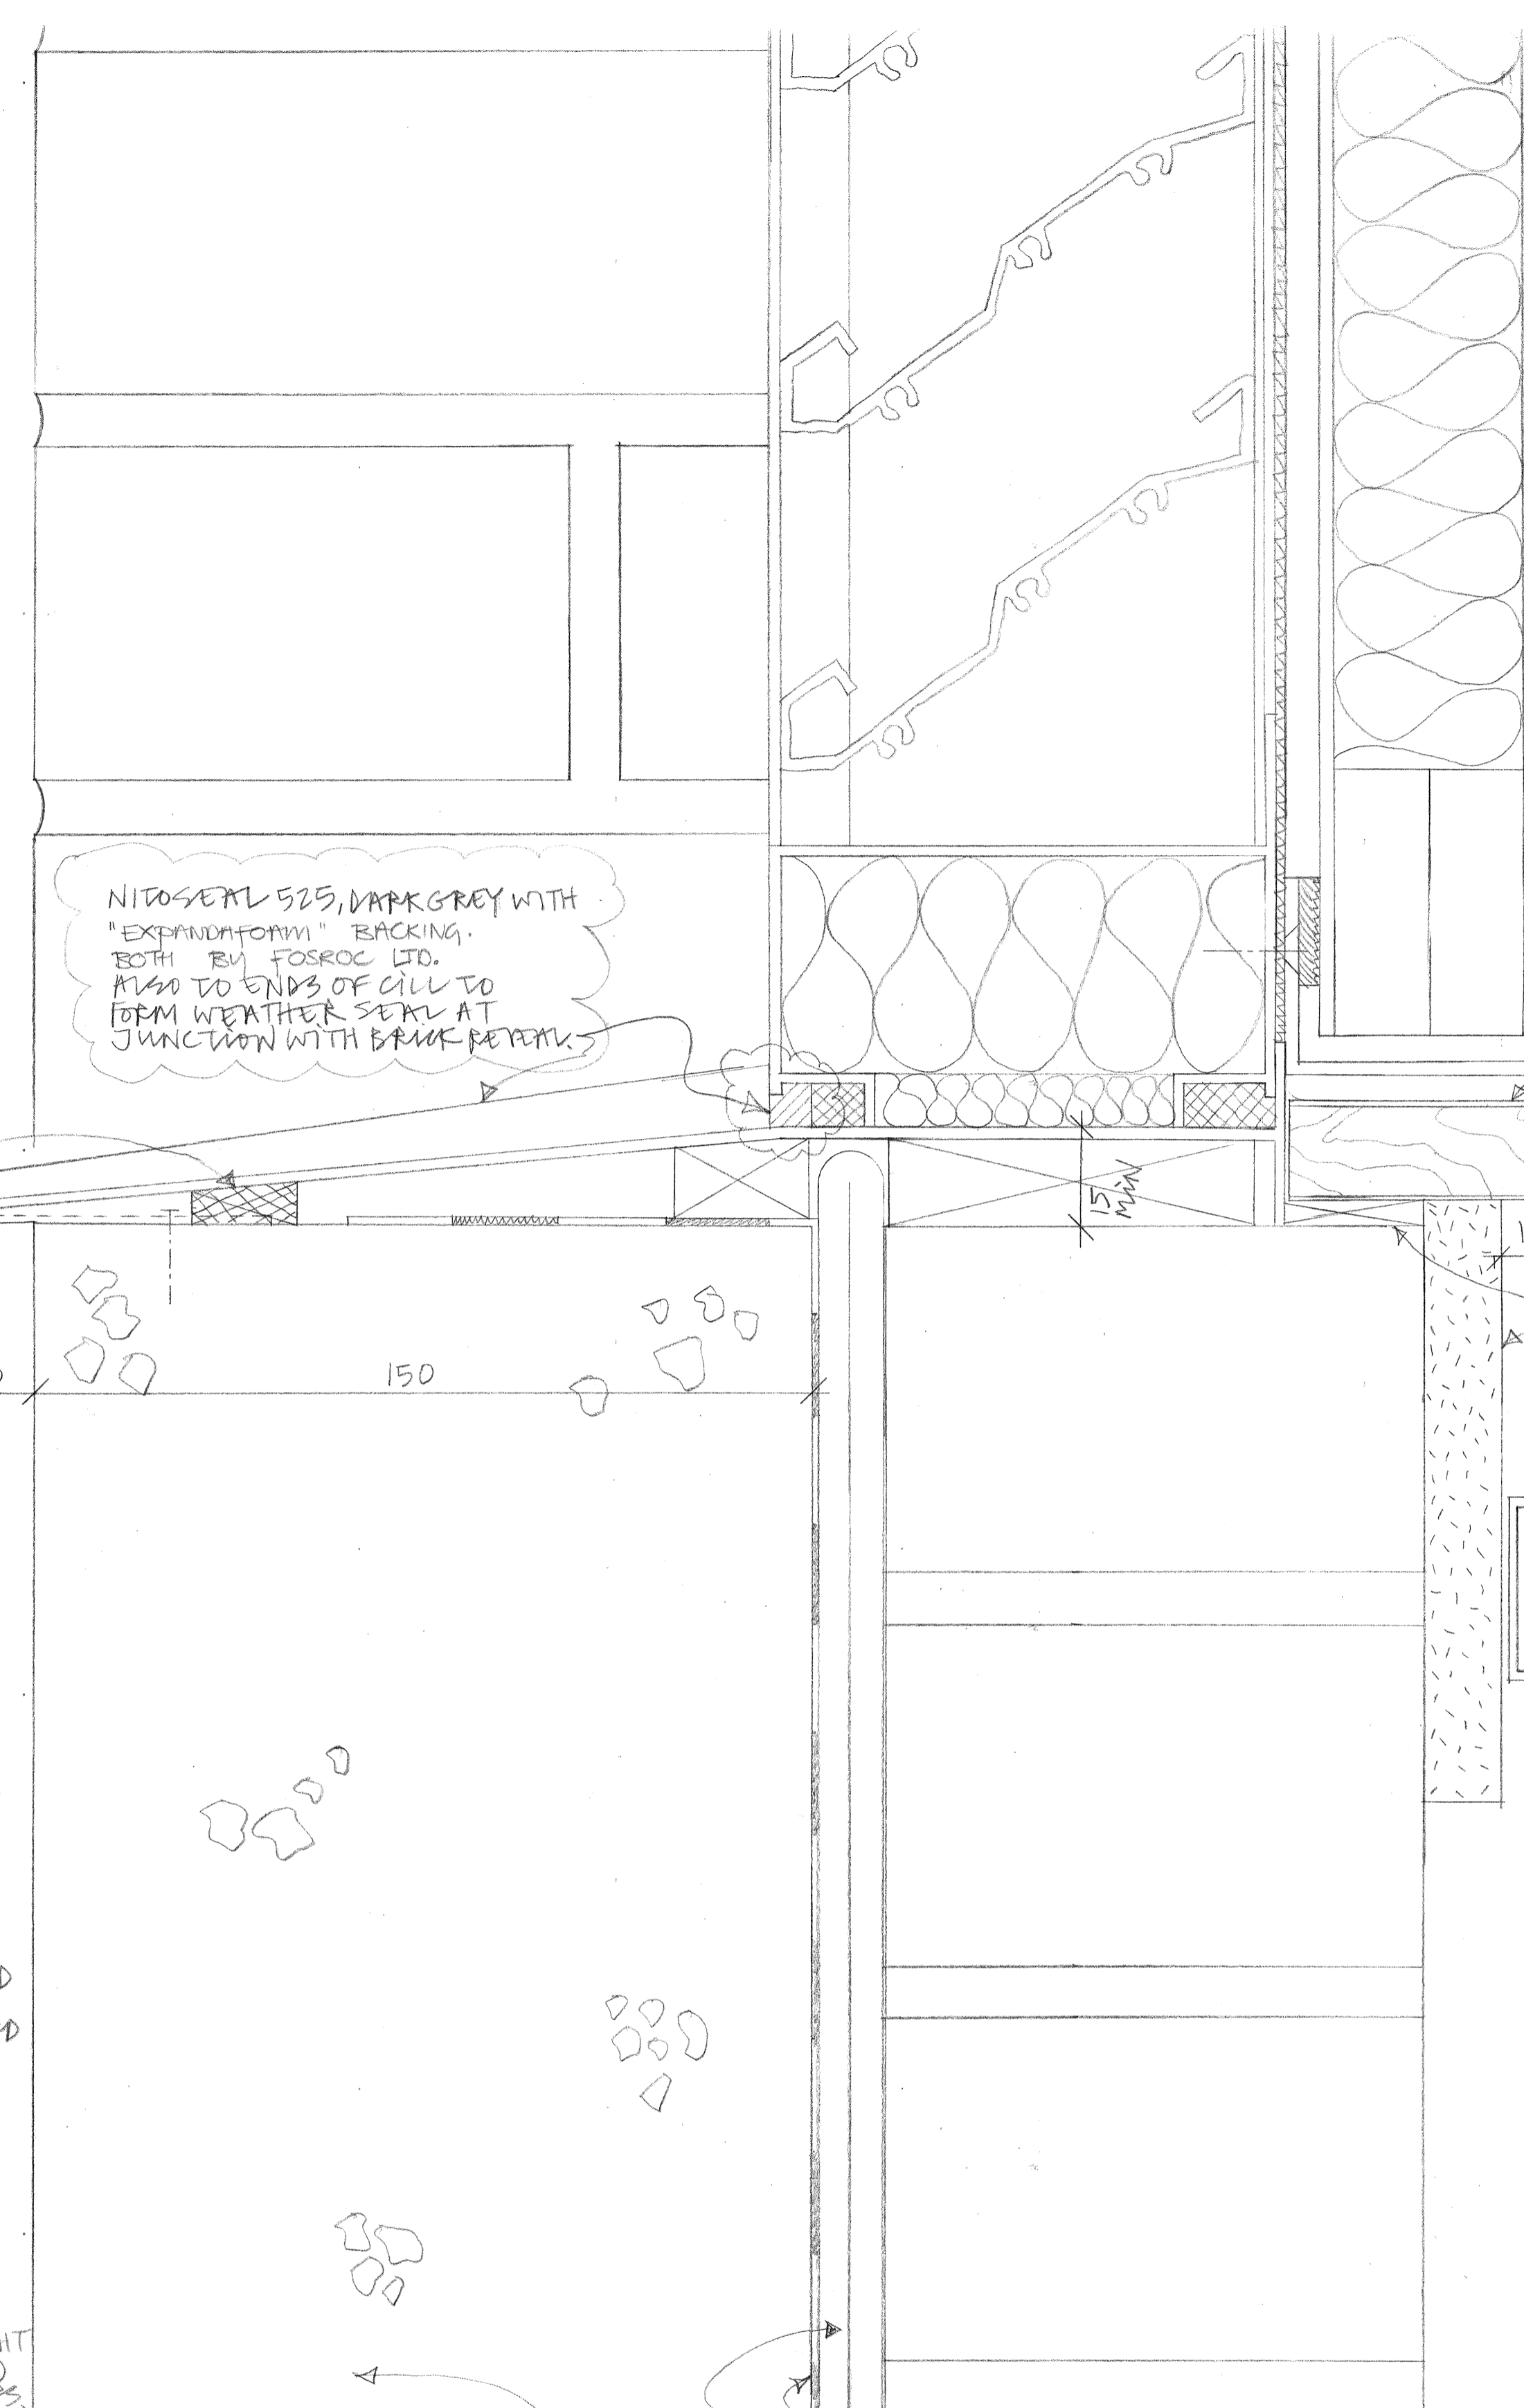 NITOSEAL 525, DARK GREY WITH
"EXPANDAFOAM" BACKING.
BOTH BY FOSROC LTD.
ALSO TO ENDS OF CILL TO
FORM WEATHER SEAL AT
JUNCTION WITH BRICK REVEAL.
15
MIN
150